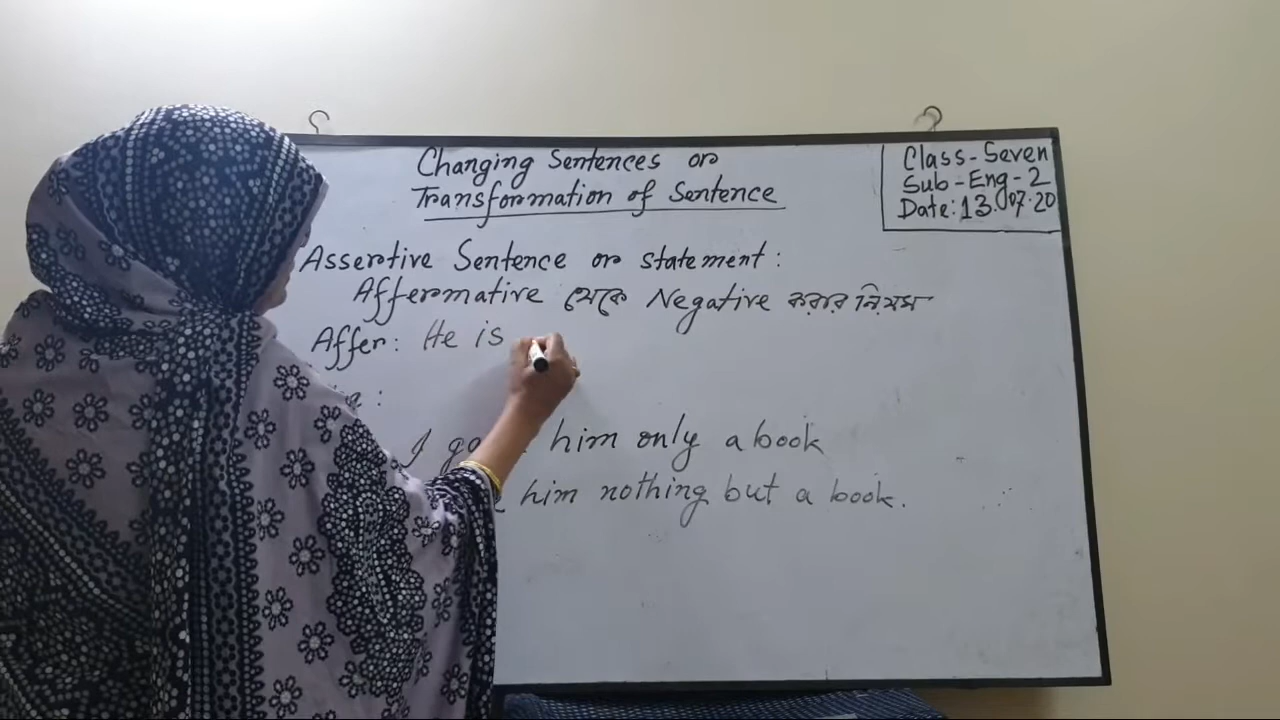 Changing Sentences or
Transformation of Sentence
Class-Seven
Sub-Eng-2
Date: 13.07.20
Assertive Sentence or statement:
Affermative থেকে Negative করার নিয়ম
Affer: He is
:
I him only a book
him nothing but a book.